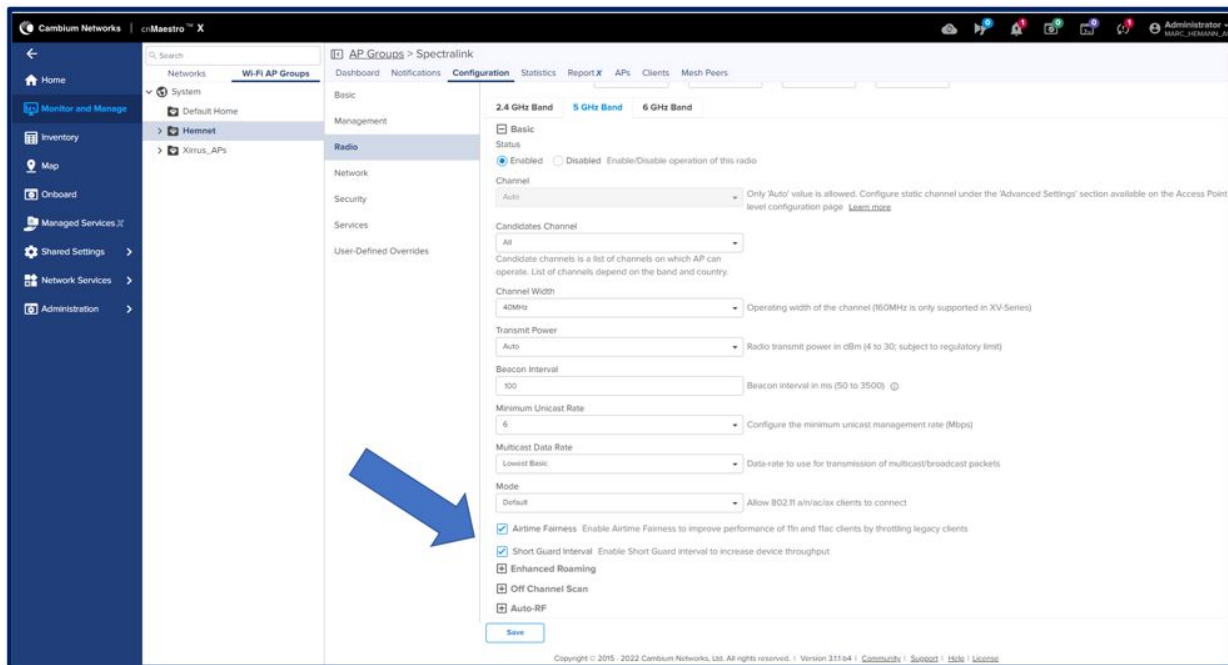 Cambium Networks | cnMaestro™ X
Administrator
MARC_HEMANN_A
Home
Monitor and Manage
Inventory
Map
Onboard
Managed Services X
Shared Settings
Network Services
Administration
Search
Networks Wi-Fi AP Groups
System
Default Home
Hemnet
Xirrus_APs
AP Groups > Spectralink
Dashboard Notifications Configuration Statistics Report X APs Clients Mesh Peers
Basic
Management
Radio
Network
Security
Services
User-Defined Overrides
2.4 GHz Band 5 GHz Band 6 GHz Band
Basic
Status
Enabled Disabled Enable/Disable operation of this radio
Channel
Auto Only 'Auto' value is allowed. Configure static channel under the 'Advanced Settings' section available on the Access Point
level configuration page Learn more
Candidates Channel
All
Candidate channels is a list of channels on which AP can
operate. List of channels depend on the band and country.
Channel Width
40MHz Operating width of the channel (160MHz is only supported in XV-Series)
Transmit Power
Auto Radio transmit power in dBm (4 to 30; subject to regulatory limit)
Beacon Interval
100 Beacon interval in ms (50 to 3500)
Minimum Unicast Rate
6 Configure the minimum unicast management rate (Mbps)
Multicast Data Rate
Lowest Basic Data-rate to use for transmission of multicast/broadcast packets
Mode
Default Allow 802.11 a/n/ac/ax clients to connect
Airtime Fairness Enable Airtime Fairness to improve performance of 11n and 11ac clients by throttling legacy clients
Short Guard Interval Enable Short Guard interval to increase device throughput
Enhanced Roaming
Off Channel Scan
Auto-RF
Save
Copyright © 2015 - 2022 Cambium Networks, Ltd. All rights reserved. | Version 3.1.1-b4 | Community | Support | Help | License